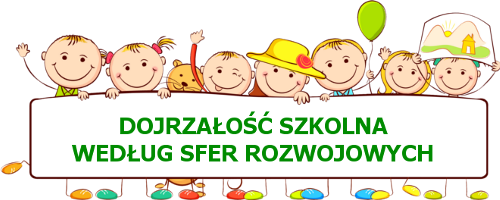 DOJRZAŁOŚĆ SZKOLNA
WEDŁUG SFER ROZWOJOWYCH